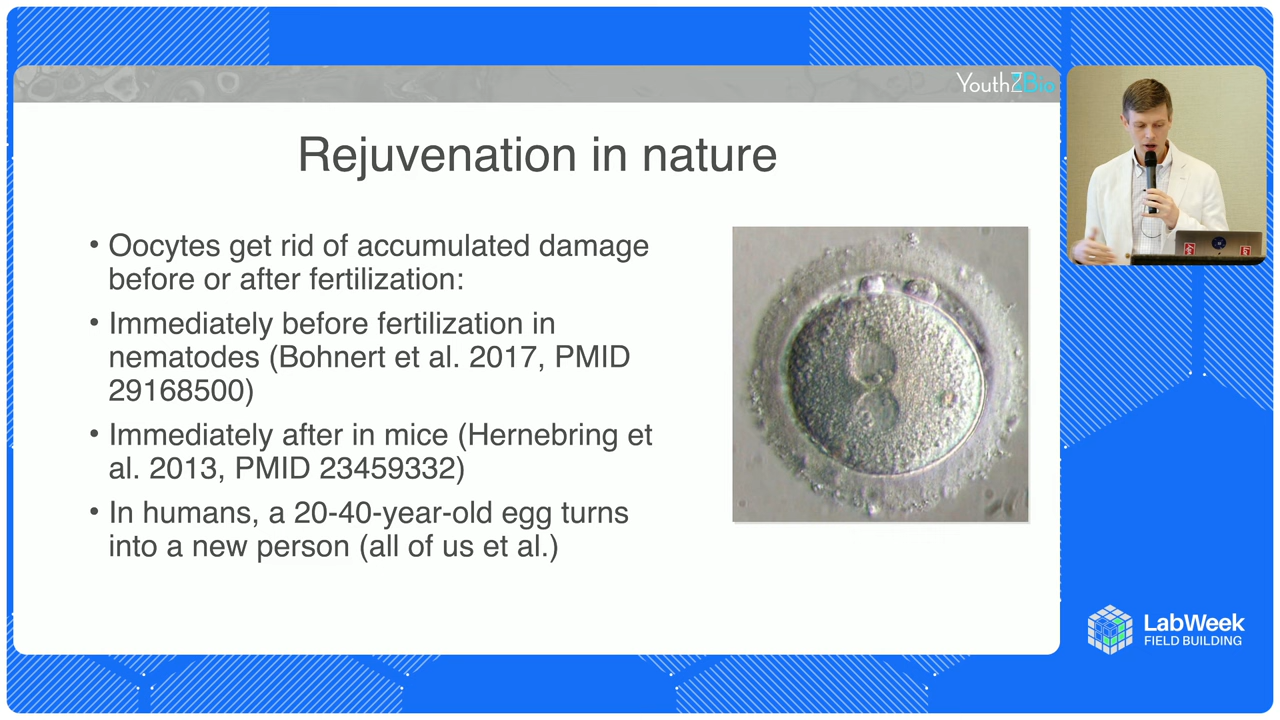 YouthZBio
Rejuvenation in nature
• Oocytes get rid of accumulated damage
before or after fertilization:
• Immediately before fertilization in
nematodes (Bohnert et al. 2017, PMID
29168500)
• Immediately after in mice (Hernebring et
al. 2013, PMID 23459332)
• In humans, a 20-40-year-old egg turns
into a new person (all of us et al.)
LabWeek
FIELD BUILDING